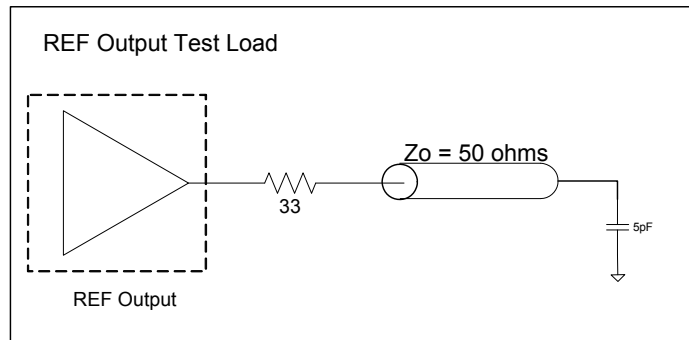 REF Output Test Load
Zo = 50 ohms
33
5pF
REF Output